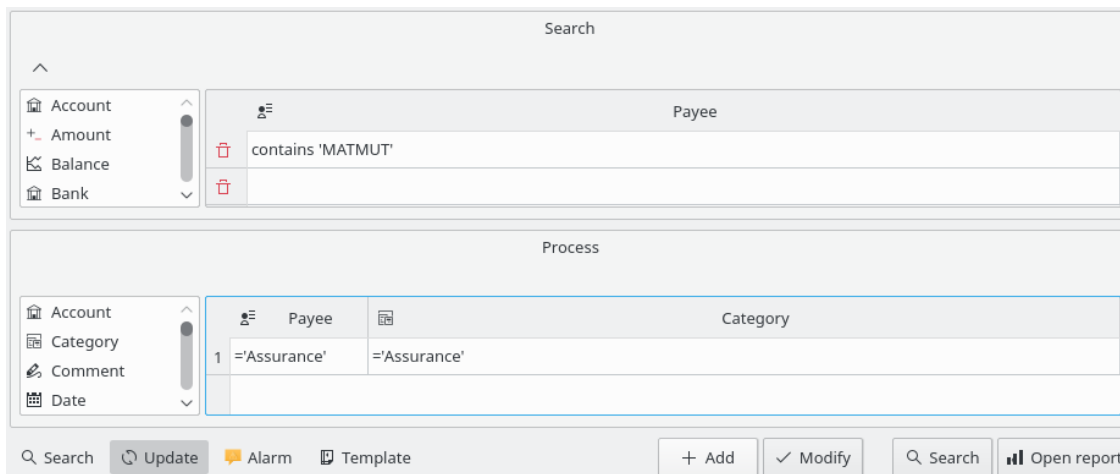 Search
Account
Amount
Balance
Bank
Payee
contains 'MATMUT'
Process
Account
Category
Comment
Date
Payee Category
1 ='Assurance' ='Assurance'
Search Update Alarm Template + Add Modify Search Open report